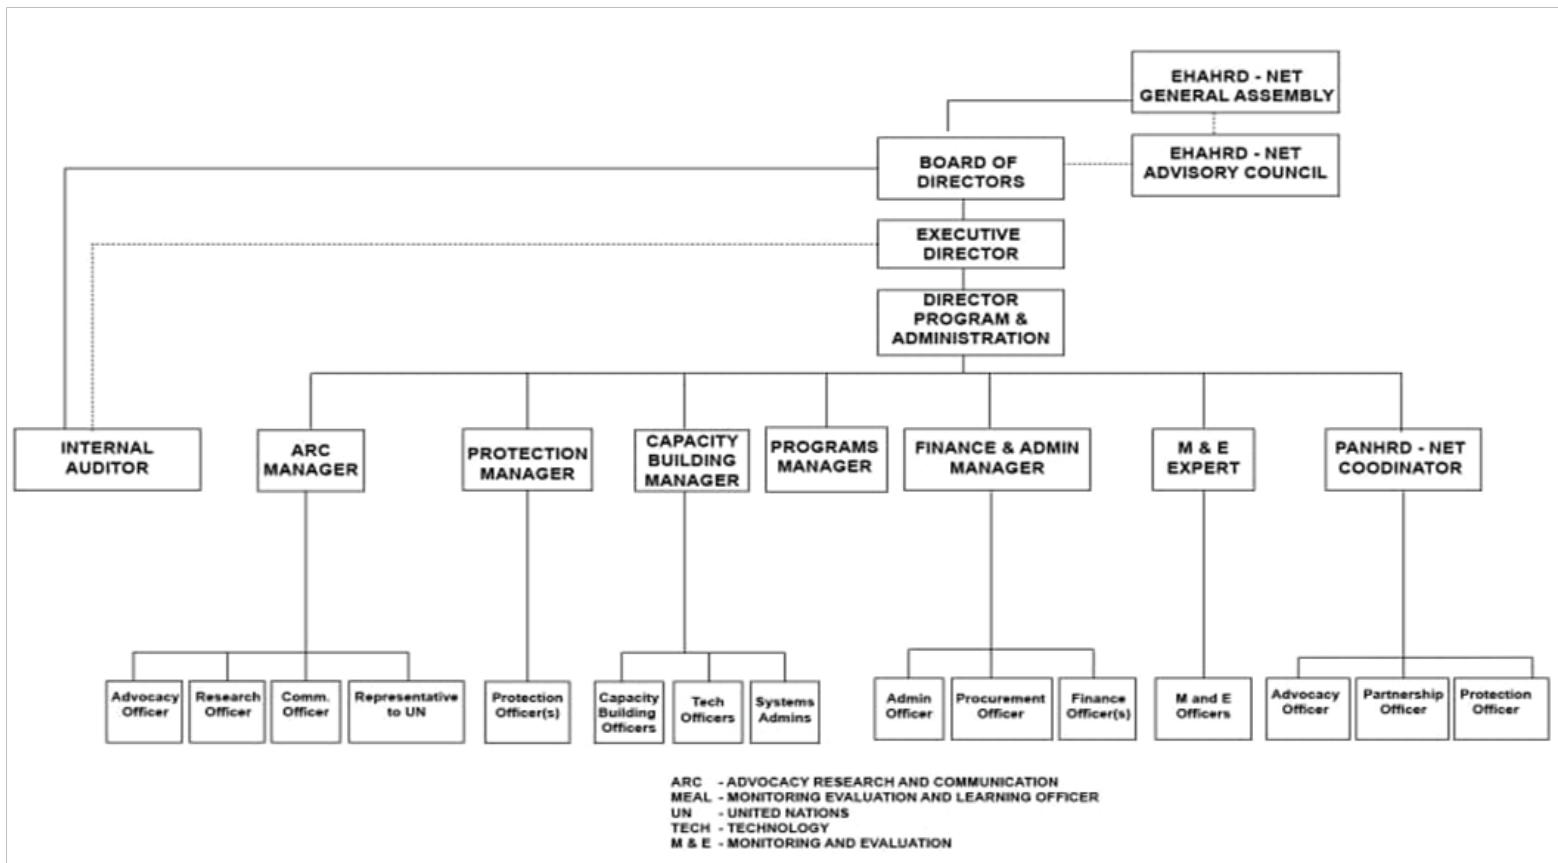 EHAHRD - NET
GENERAL ASSEMBLY
BOARD OF
DIRECTORS
EHAHRD - NET
ADVISORY COUNCIL
EXECUTIVE
DIRECTOR
DIRECTOR
PROGRAM &
ADMINISTRATION
INTERNAL
AUDITOR
ARC
MANAGER
PROTECTION
MANAGER
CAPACITY
BUILDING
MANAGER
PROGRAMS
MANAGER
FINANCE & ADMIN
MANAGER
M & E
EXPERT
PANHRD - NET
COODINATOR
Advocacy
Officer
Research
Officer
Comm.
Officer
Representative
to UN
Protection
Officer(s)
Capacity
Building
Officers
Tech
Officers
Systems
Admins
Admin
Officer
Procurement
Officer
Finance
Officer(s)
M and E
Officers
Advocacy
Officer
Partnership
Officer
Protection
Officer
ARC - ADVOCACY RESEARCH AND COMMUNICATION
MEAL - MONITORING EVALUATION AND LEARNING OFFICER
UN - UNITED NATIONS
TECH - TECHNOLOGY
M & E - MONITORING AND EVALUATION